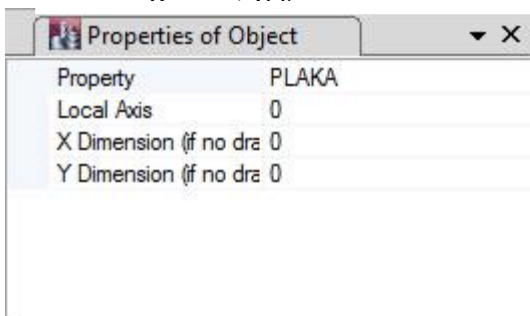 Properties of Object
Property PLAKA
Local Axis 0
X Dimension (if no dra 0
Y Dimension (if no dra 0